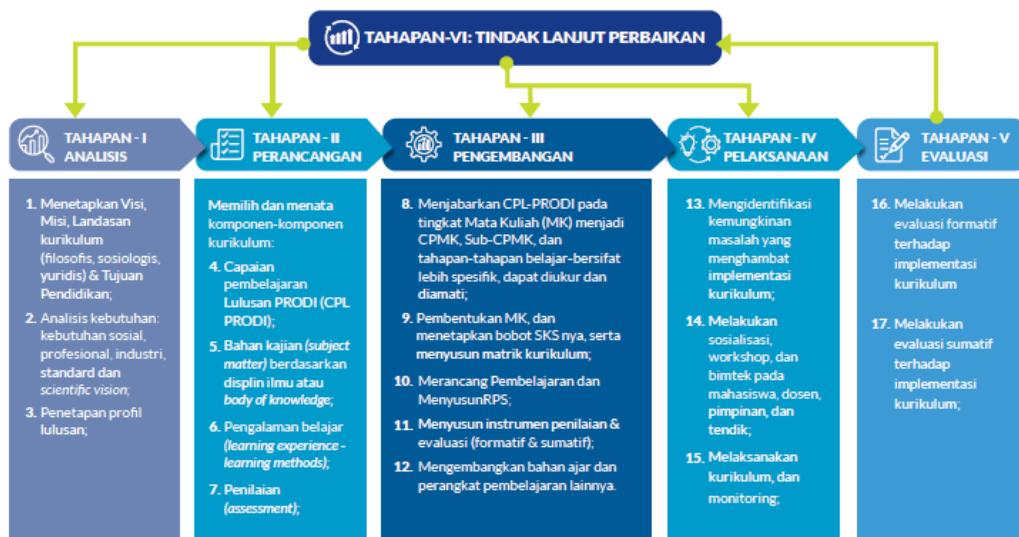 TAHAPAN-VI: TINDAK LANJUT PERBAIKAN
TAHAPAN - I
ANALISIS
1. Menetapkan Visi,
Misi, Landasan
kurikulum
(filosofis, sosiologis,
yuridis) & Tujuan
Pendidikan;
2. Analisis kebutuhan:
kebutuhan sosial,
profesional, industri,
standard dan
scientific vision;
3. Penetapan profil
lulusan;
TAHAPAN - II
PERANCANGAN
Memilih dan menata
komponen-komponen
kurikulum:
4. Capaian
pembelajaran
Lulusan PRODI (CPL
PRODI);
5. Bahan kajian (subject
matter) berdasarkan
displin ilmu atau
body of knowledge;
6. Pengalaman belajar
(learning experience -
learning methods);
7. Penilaian
(assessment);
TAHAPAN - III
PENGEMBANGAN
8. Menjabarkan CPL-PRODI pada
tingkat Mata Kuliah (MK) menjadi
CPMK, Sub-CPMK, dan
tahapan-tahapan belajar-bersifat
lebih spesifik, dapat diukur dan
diamati;
9. Pembentukan MK, dan
menetapkan bobot SKS nya, serta
menyusun matrik kurikulum;
10. Merancang Pembelajaran dan
MenyusunRPS;
11. Menyusun instrumen penilaian &
evaluasi (formatif & sumatif);
12. Mengembangkan bahan ajar dan
perangkat pembelajaran lainnya.
TAHAPAN - IV
PELAKSANAAN
13. Mengidentifikasi
kemungkinan
masalah yang
menghambat
implementasi
kurikulum;
14. Melakukan
sosialisasi,
workshop, dan
bimtek pada
mahasiswa, dosen,
pimpinan, dan
tendik;
15. Melaksanakan
kurikulum, dan
monitoring;
TAHAPAN - V
EVALUASI
16. Melakukan
evaluasi formatif
terhadap
implementasi
kurikulum
17. Melakukan
evaluasi sumatif
terhadap
implementasi
kurikulum;